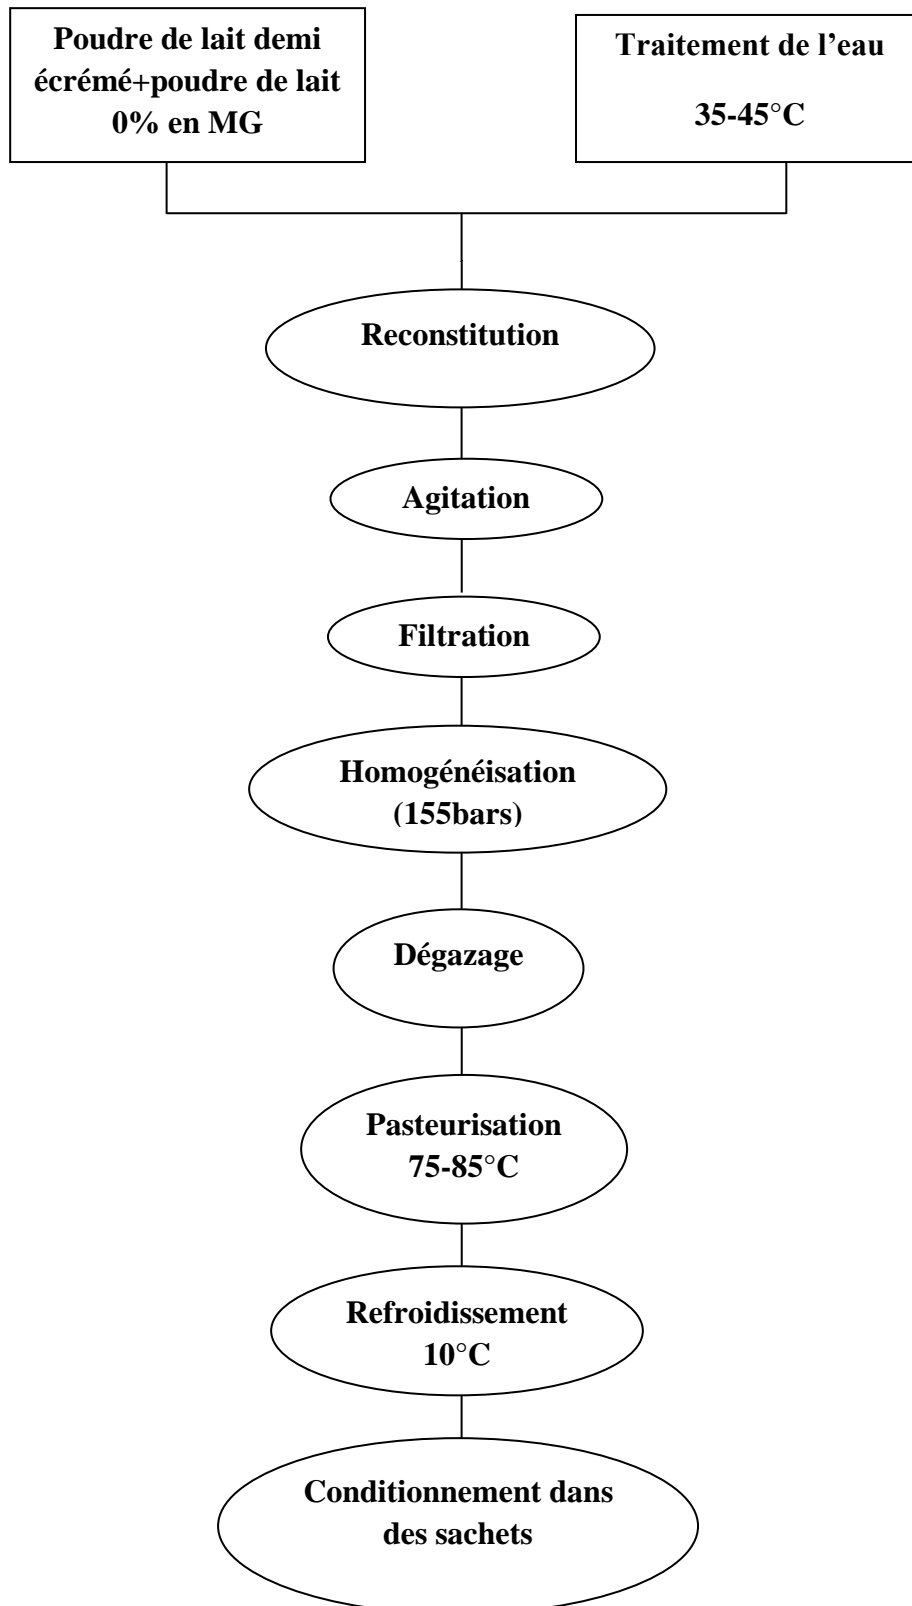 Poudre de lait demi
écrémé+poudre de lait
0% en MG
Traitement de l’eau
35-45°C
Reconstitution
Agitation
Filtration
Homogénéisation
(155bars)
Dégazage
Pasteurisation
75-85°C
Refroidissement
10°C
Conditionnement dans
des sachets